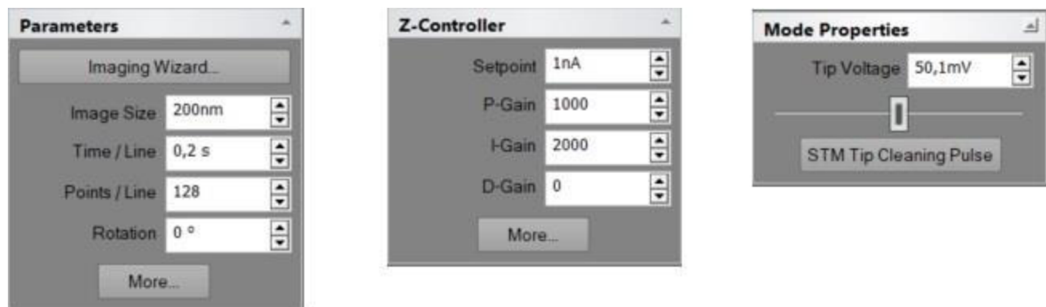 Parameters
Imaging Wizard...
Image Size 200nm
Time / Line 0,2 s
Points / Line 128
Rotation 0 º
More...
Z-Controller
Setpoint 1nA
P-Gain 1000
I-Gain 2000
D-Gain 0
More...
Mode Properties
Tip Voltage 50,1mV
STM Tip Cleaning Pulse